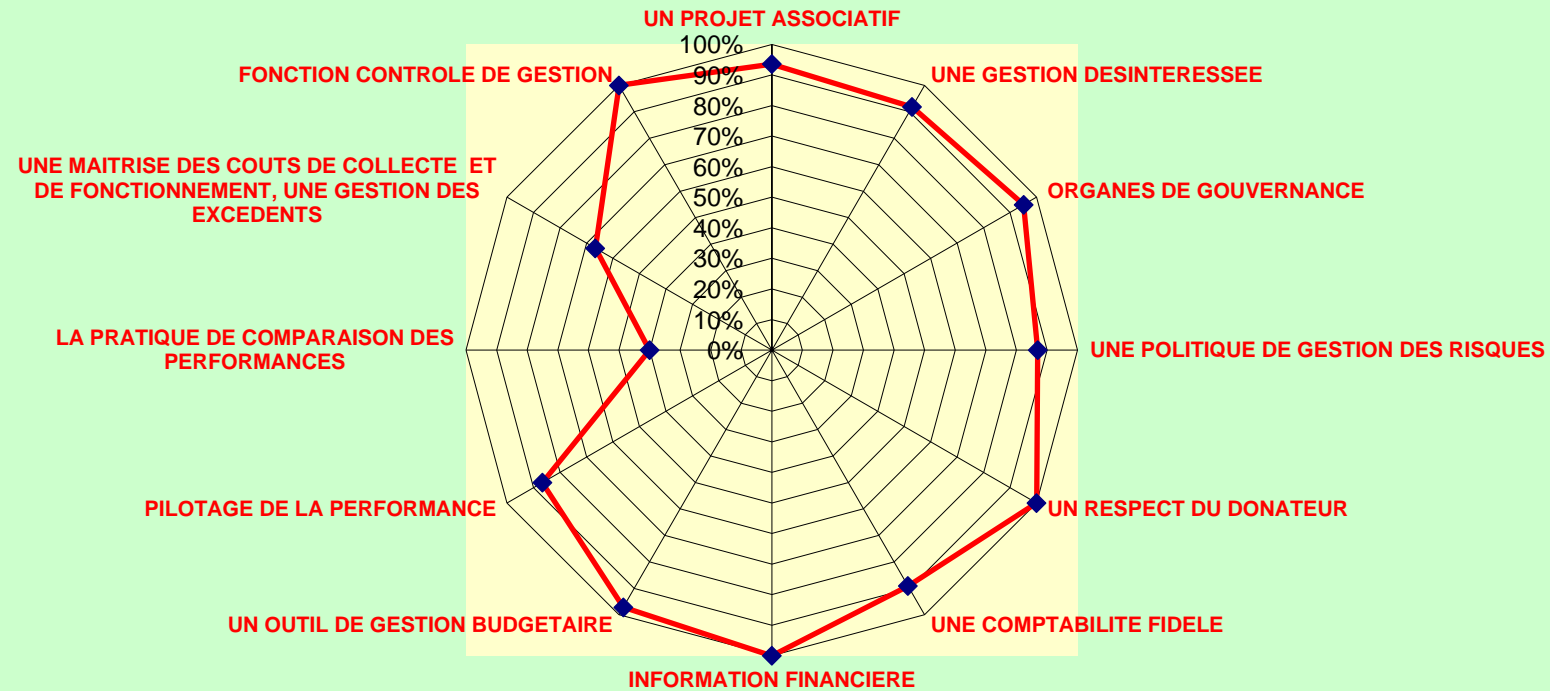 UN PROJET ASSOCIATIF
100%
90%
80%
70%
60%
50%
40%
30%
20%
10%
0%
UNE GESTION DESINTERESSEE
ORGANES DE GOUVERNANCE
UNE POLITIQUE DE GESTION DES RISQUES
UN RESPECT DU DONATEUR
UNE COMPTABILITE FIDELE
INFORMATION FINANCIERE
UN OUTIL DE GESTION BUDGETAIRE
PILOTAGE DE LA PERFORMANCE
LA PRATIQUE DE COMPARAISON DES
PERFORMANCES
UNE MAITRISE DES COUTS DE COLLECTE ET
DE FONCTIONNEMENT, UNE GESTION DES
EXCEDENTS
FONCTION CONTROLE DE GESTION